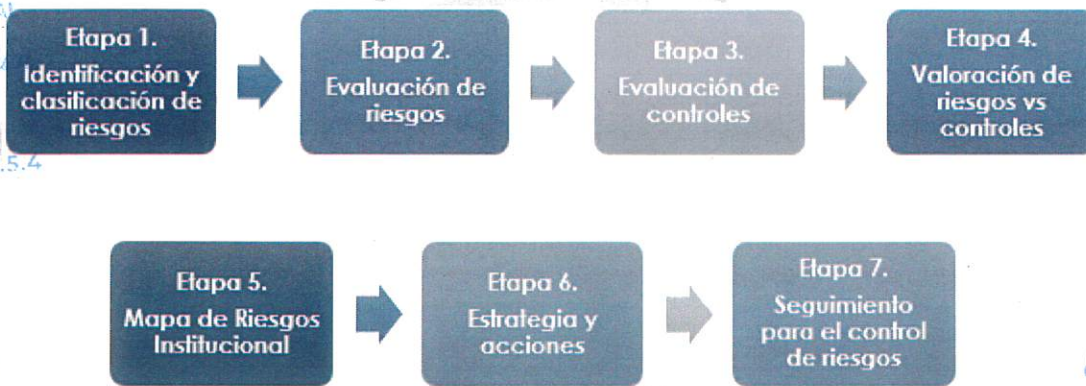 Etapa 1.
Identificación y
clasificación de
riesgos
Etapa 2.
Evaluación de
riesgos
Etapa 3.
Evaluación de
controles
Etapa 4.
Valoración de
riesgos vs
controles
.5.4
Etapa 5.
Mapa de Riesgos
Institucional
Etapa 6.
Estrategia y
acciones
Etapa 7.
Seguimiento
para el control
de riesgos